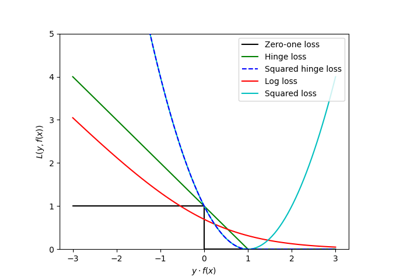 5
4
3
2
1
0
L(y, f(x))
Zero-one loss
Hinge loss
Squared hinge loss
Log loss
Squared loss
−3 −2 −1 0 1 2 3
y · f(x)